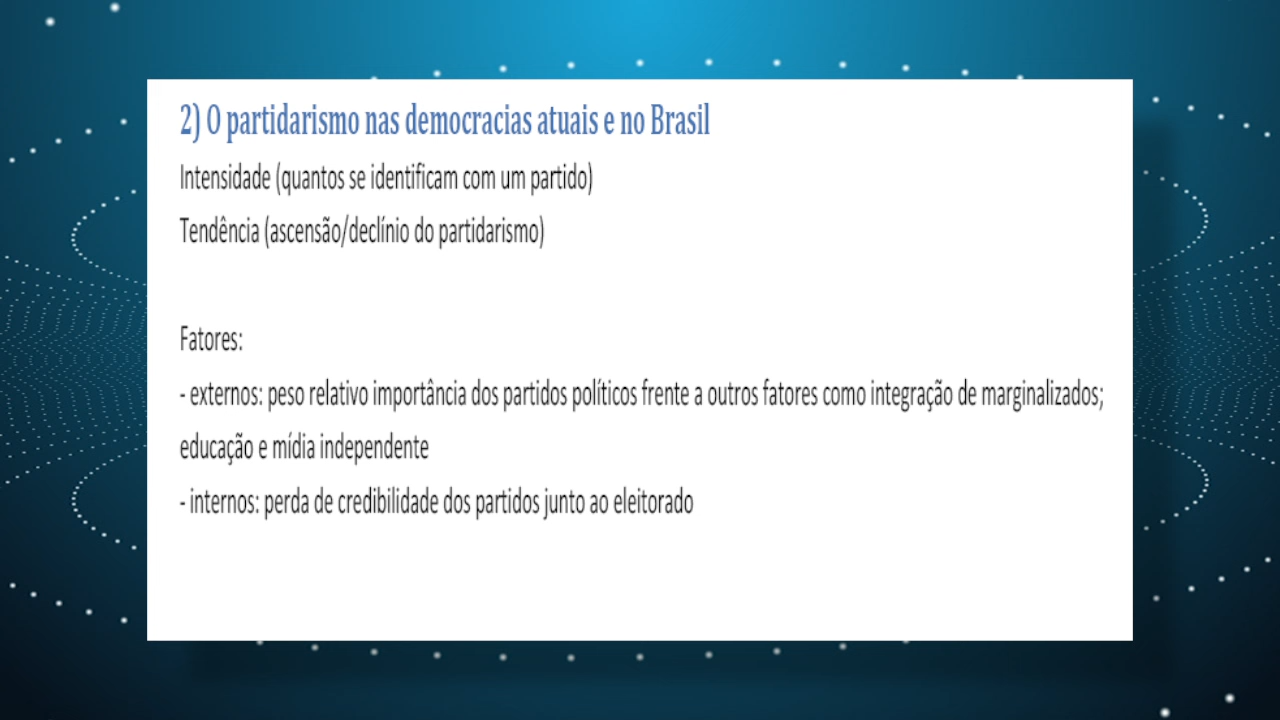 2) O partidarismo nas democracias atuais e no Brasil
Intensidade (quantos se identificam com um partido)
Tendência (ascensão/declínio do partidarismo)
Fatores:
- externos: peso relativo importância dos partidos políticos frente a outros fatores como integração de marginalizados;
educação e mídia independente
- internos: perda de credibilidade dos partidos junto ao eleitorado